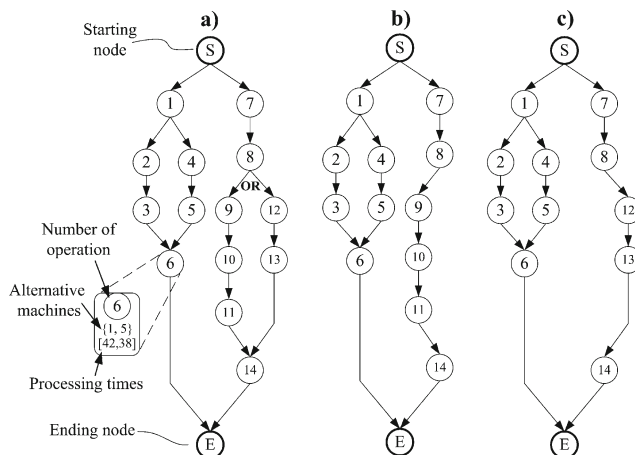 a) b) c)
Starting node
S S S
1 7 1 7 1 7
2 4 8 2 4 8 2 4 8
OR
3 5 9 12 3 5 9 3 5 12
Number of operation
6 10 13 6 10 6 13
Alternative machines
6
{1, 5}
[42,38]
11 11
Processing times
14 14 14
Ending node
E E E